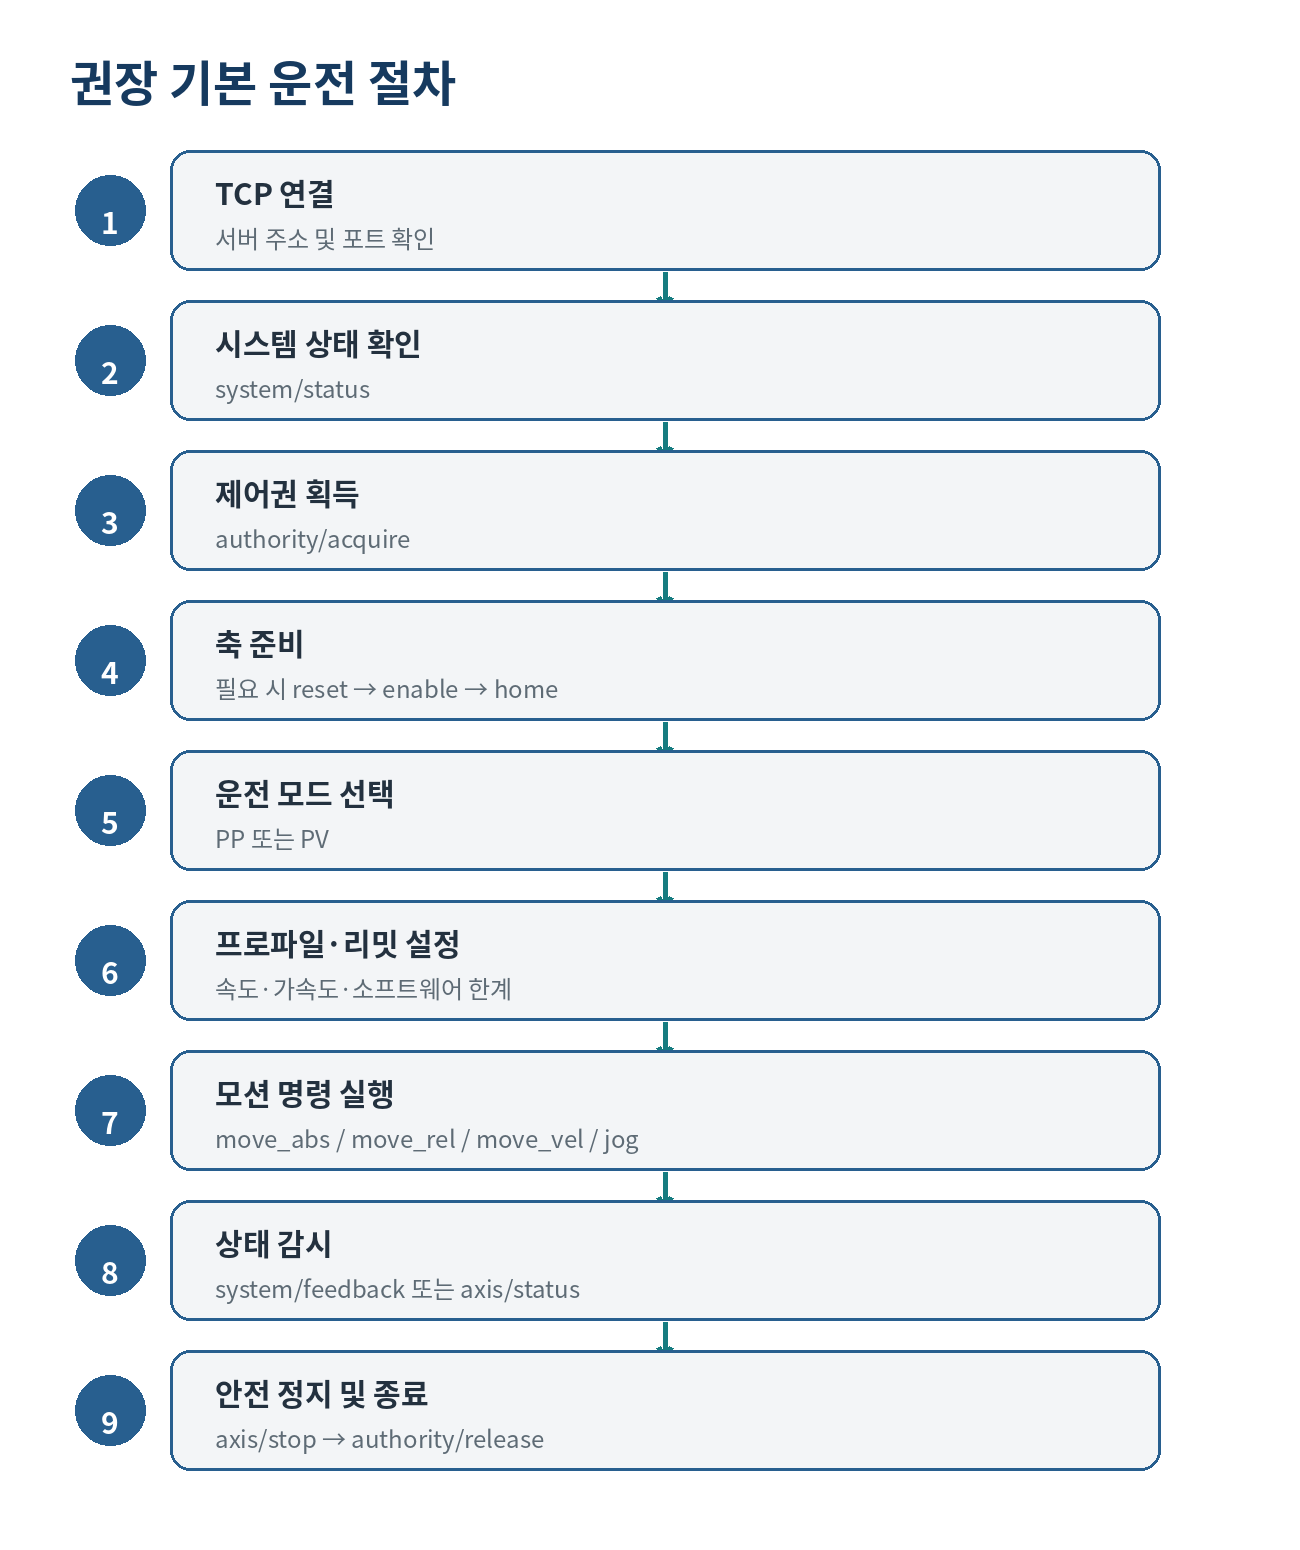 권장 기본 운전 절차
1
TCP 연결
서버 주소 및 포트 확인
2
시스템 상태 확인
system/status
3
제어권 획득
authority/acquire
4
축 준비
필요 시 reset → enable → home
5
운전 모드 선택
PP 또는 PV
6
프로파일·리밋 설정
속도·가속도·소프트웨어 한계
7
모션 명령 실행
move_abs / move_rel / move_vel / jog
8
상태 감시
system/feedback 또는 axis/status
9
안전 정지 및 종료
axis/stop → authority/release